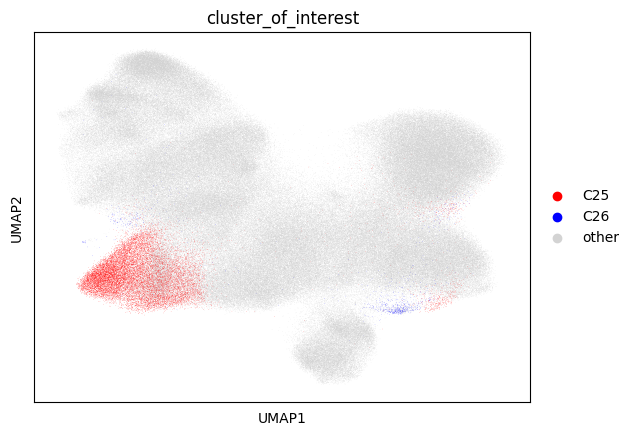 cluster_of_interest
UMAP2
C25
C26
other
UMAP1